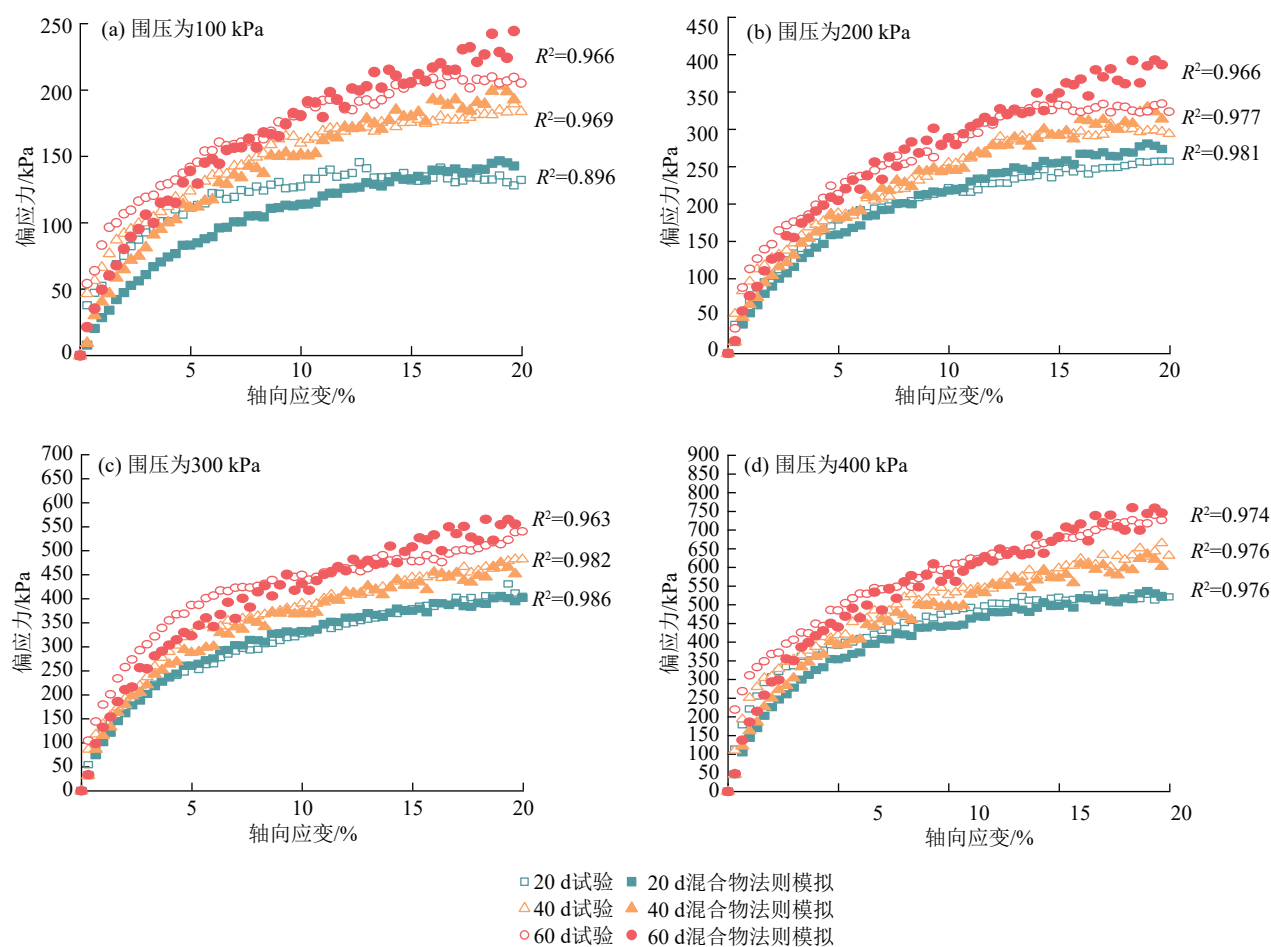 (a) 围压为100 kPa
偏应力/kPa
250
200
150
100
50
0
R²=0.966
R²=0.969
R²=0.896
5
10
15
20
轴向应变/%
(b) 围压为200 kPa
偏应力/kPa
450
400
350
300
250
200
150
100
50
0
R²=0.966
R²=0.977
R²=0.981
5
10
15
20
轴向应变/%
(c) 围压为300 kPa
偏应力/kPa
700
650
600
550
500
450
400
350
300
250
200
150
100
50
0
R²=0.963
R²=0.982
R²=0.986
5
10
15
20
轴向应变/%
(d) 围压为400 kPa
偏应力/kPa
900
850
800
750
700
650
600
550
500
450
400
350
300
250
200
150
100
50
0
R²=0.974
R²=0.976
R²=0.976
5
10
15
20
轴向应变/%
20 d试验 20 d混合物法则模拟
40 d试验 40 d混合物法则模拟
60 d试验 60 d混合物法则模拟